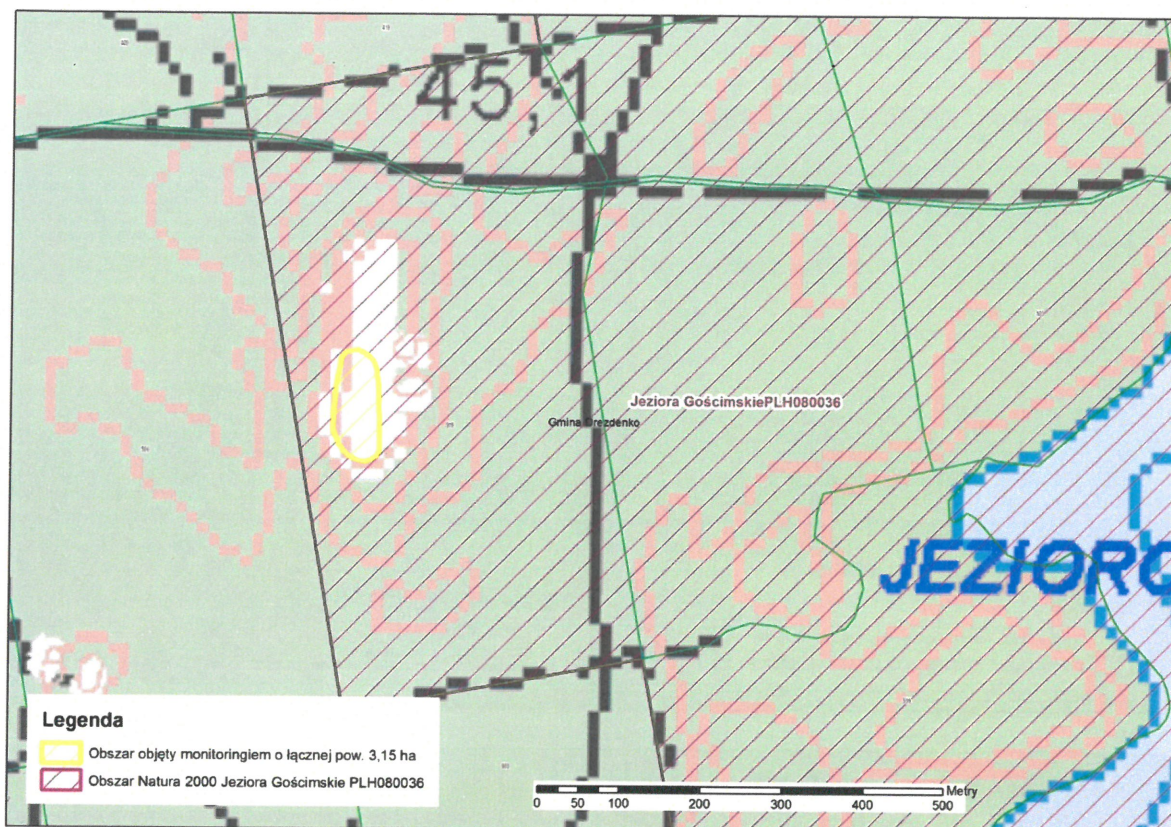 45,1
50
Jeziora GościmskiePLH080036
Gmina Drezdenko
JEZIORO
Legenda
Obszar objęty monitoringiem o łącznej pow. 3,15 ha
Obszar Natura 2000 Jeziora Gościmskie PLH080036
Metry
0 50 100 200 300 400 500